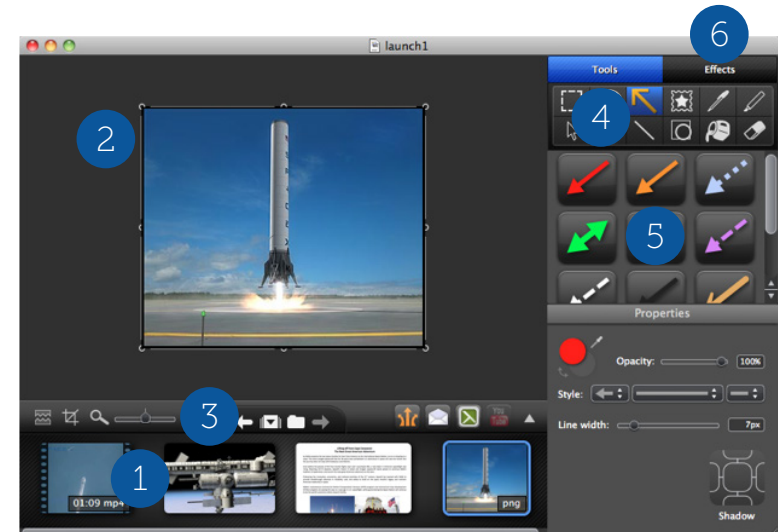 6
launch1
Tools
Effects
2
4
5
Properties
Opacity:
100%
Style:
3
Line width:
7px
1
01:09 mp4
png
Shadow